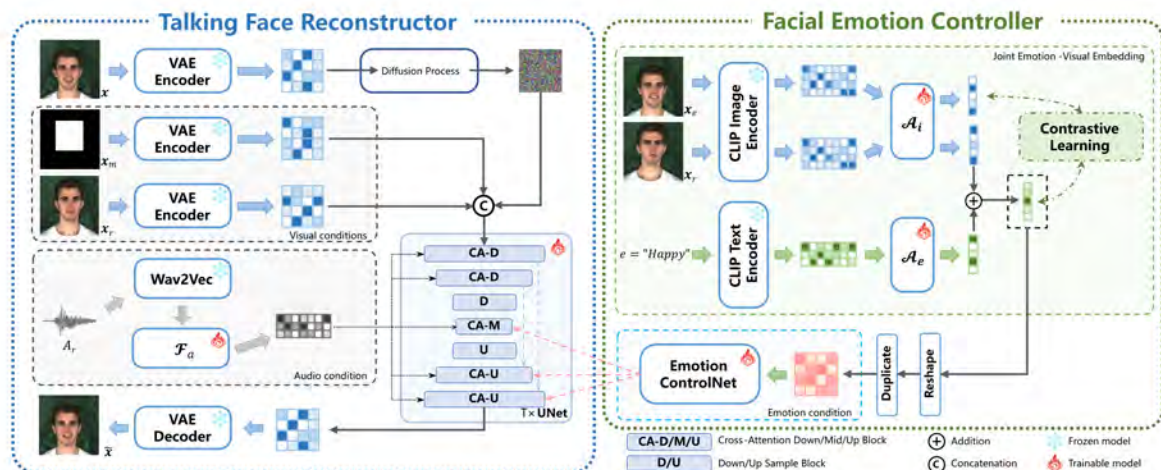 Talking Face Reconstructor
x
VAE
Encoder
Diffusion Process
x_m
VAE
Encoder
x_r
VAE
Encoder
Visual conditions
C
A_r
Wav2Vec
F_a
Audio condition
CA-D
CA-D
D
CA-M
U
CA-U
CA-U
T× UNet
x̃
VAE
Decoder
Facial Emotion Controller
Joint Emotion -Visual Embedding
x_e
x_r
CLIP Image
Encoder
A_i
Contrastive
Learning
+
e = "Happy"
CLIP Text
Encoder
A_e
Emotion
ControlNet
Emotion condition
Duplicate
Reshape
CA-D/M/U
Cross-Attention Down/Mid/Up Block
D/U
Down/Up Sample Block
+
Addition
C
Concatenation
Frozen model
Trainable model